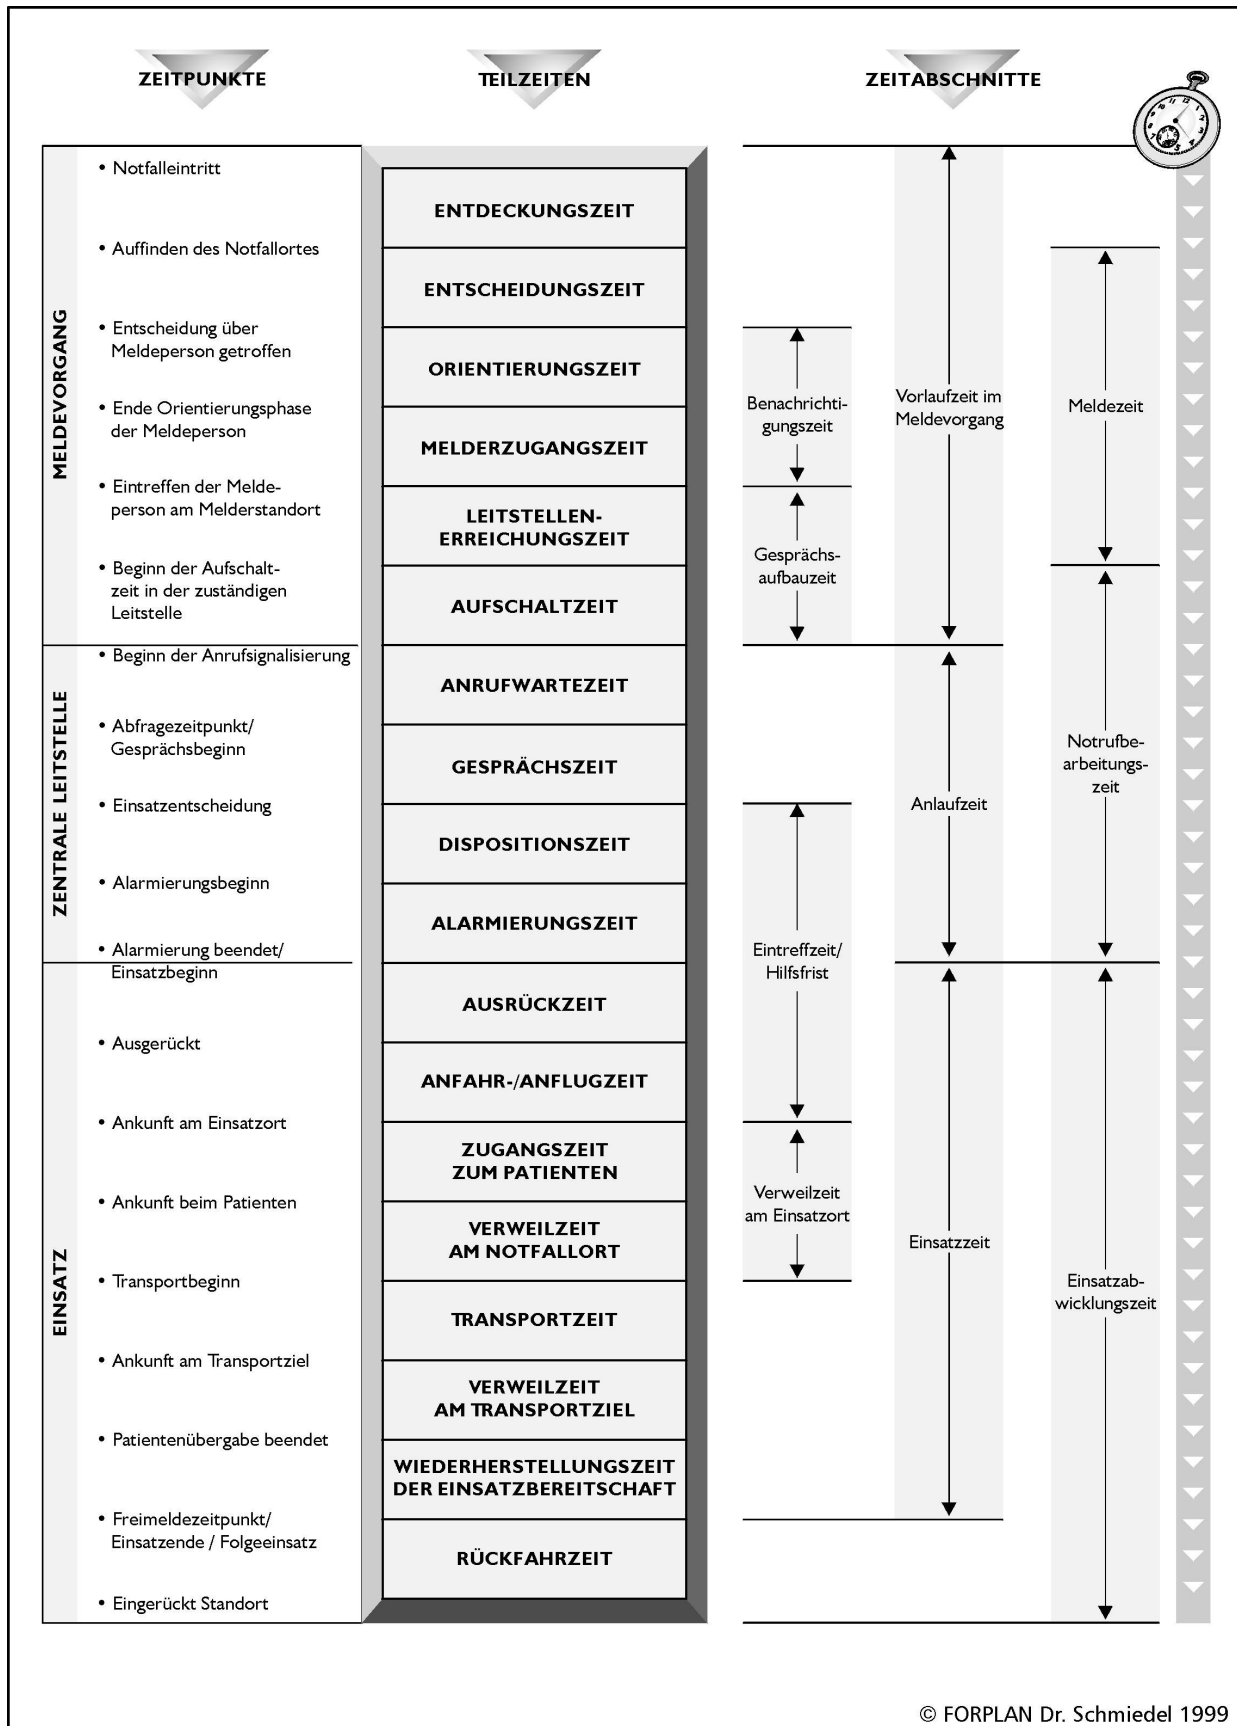 ZEITPUNKTE
TEILZEITEN
ZEITABSCHNITTE
MELDEVORGANG
• Notfalleintritt
• Auffinden des Notfallortes
• Entscheidung über
Meldeperson getroffen
• Ende Orientierungsphase
der Meldeperson
• Eintreffen der Melde-
person am Melderstandort
• Beginn der Aufschalt-
zeit in der zuständigen
Leitstelle
ZENTRALE LEITSTELLE
• Beginn der Anrufsignalisierung
• Abfragezeitpunkt/
Gesprächsbeginn
• Einsatzentscheidung
• Alarmierungsbeginn
• Alarmierung beendet/
Einsatzbeginn
EINSATZ
• Ausgerückt
• Ankunft am Einsatzort
• Ankunft beim Patienten
• Transportbeginn
• Ankunft am Transportziel
• Patientenübergabe beendet
• Freimeldezeitpunkt/
Einsatzende / Folgeeinsatz
• Eingerückt Standort
ENTDECKUNGSZEIT
ENTSCHEIDUNGSZEIT
ORIENTIERUNGSZEIT
MELDERZUGANGSZEIT
LEITSTELLEN-
ERREICHUNGSZEIT
AUFSCHALTZEIT
ANRUFWARTEZEIT
GESPRÄCHSZEIT
DISPOSITIONSZEIT
ALARMIERUNGSZEIT
AUSRÜCKZEIT
ANFAHR-/ANFLUGZEIT
ZUGANGSZEIT
ZUM PATIENTEN
VERWEILZEIT
AM NOTFALLORT
TRANSPORTZEIT
VERWEILZEIT
AM TRANSPORTZIEL
WIEDERHERSTELLUNGSZEIT
DER EINSATZBEREITSCHAFT
RÜCKFAHRZEIT
Benachrichti-
gungszeit
Gesprächs-
aufbauzeit
Eintreffzeit/
Hilfsfrist
Verweilzeit
am Einsatzort
Vorlaufzeit im
Meldevorgang
Anlaufzeit
Einsatzzeit
Meldezeit
Notrufbe-
arbeitungs-
zeit
Einsatzab-
wicklungszeit
© FORPLAN Dr. Schmiedel 1999